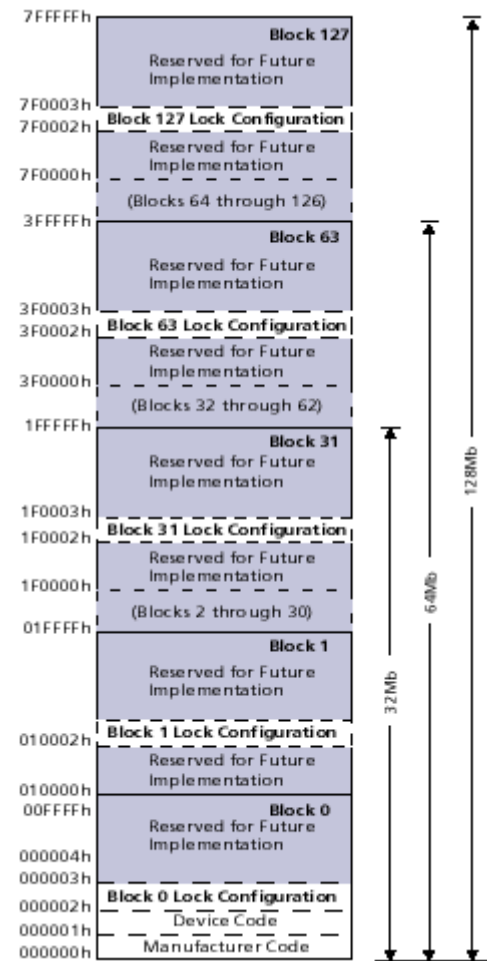 7FFFFFh
Block 127
Reserved for Future
Implementation
7F0003h
Block 127 Lock Configuration
7F0002h
Reserved for Future
Implementation
7F0000h
(Blocks 64 through 126)
3FFFFFh
Block 63
Reserved for Future
Implementation
3F0003h
Block 63 Lock Configuration
3F0002h
Reserved for Future
Implementation
3F0000h
(Blocks 32 through 62)
1FFFFFh
Block 31
Reserved for Future
Implementation
1F0003h
Block 31 Lock Configuration
1F0002h
Reserved for Future
Implementation
1F0000h
(Blocks 2 through 30)
01FFFFh
Block 1
Reserved for Future
Implementation
Block 1 Lock Configuration
010002h
Reserved for Future
Implementation
010000h
00FFFFh
Block 0
Reserved for Future
Implementation
000004h
000003h
Block 0 Lock Configuration
000002h
Device Code
000001h
Manufacturer Code
000000h
32Mb
64Mb
128Mb